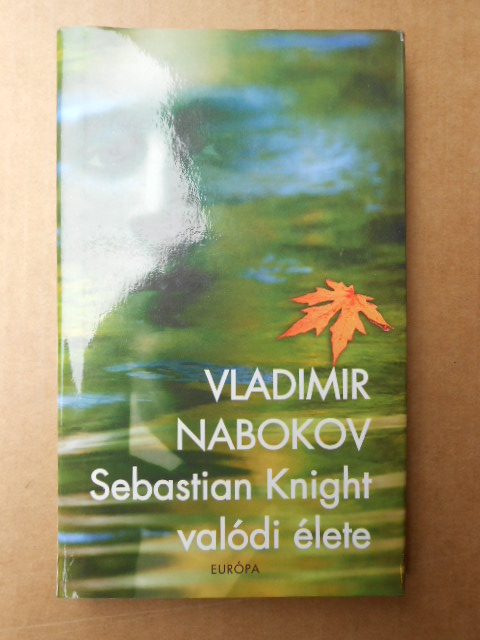 VLADIMIR
NABOKOV
Sebastian Knight
valódi élete
EURÓPA